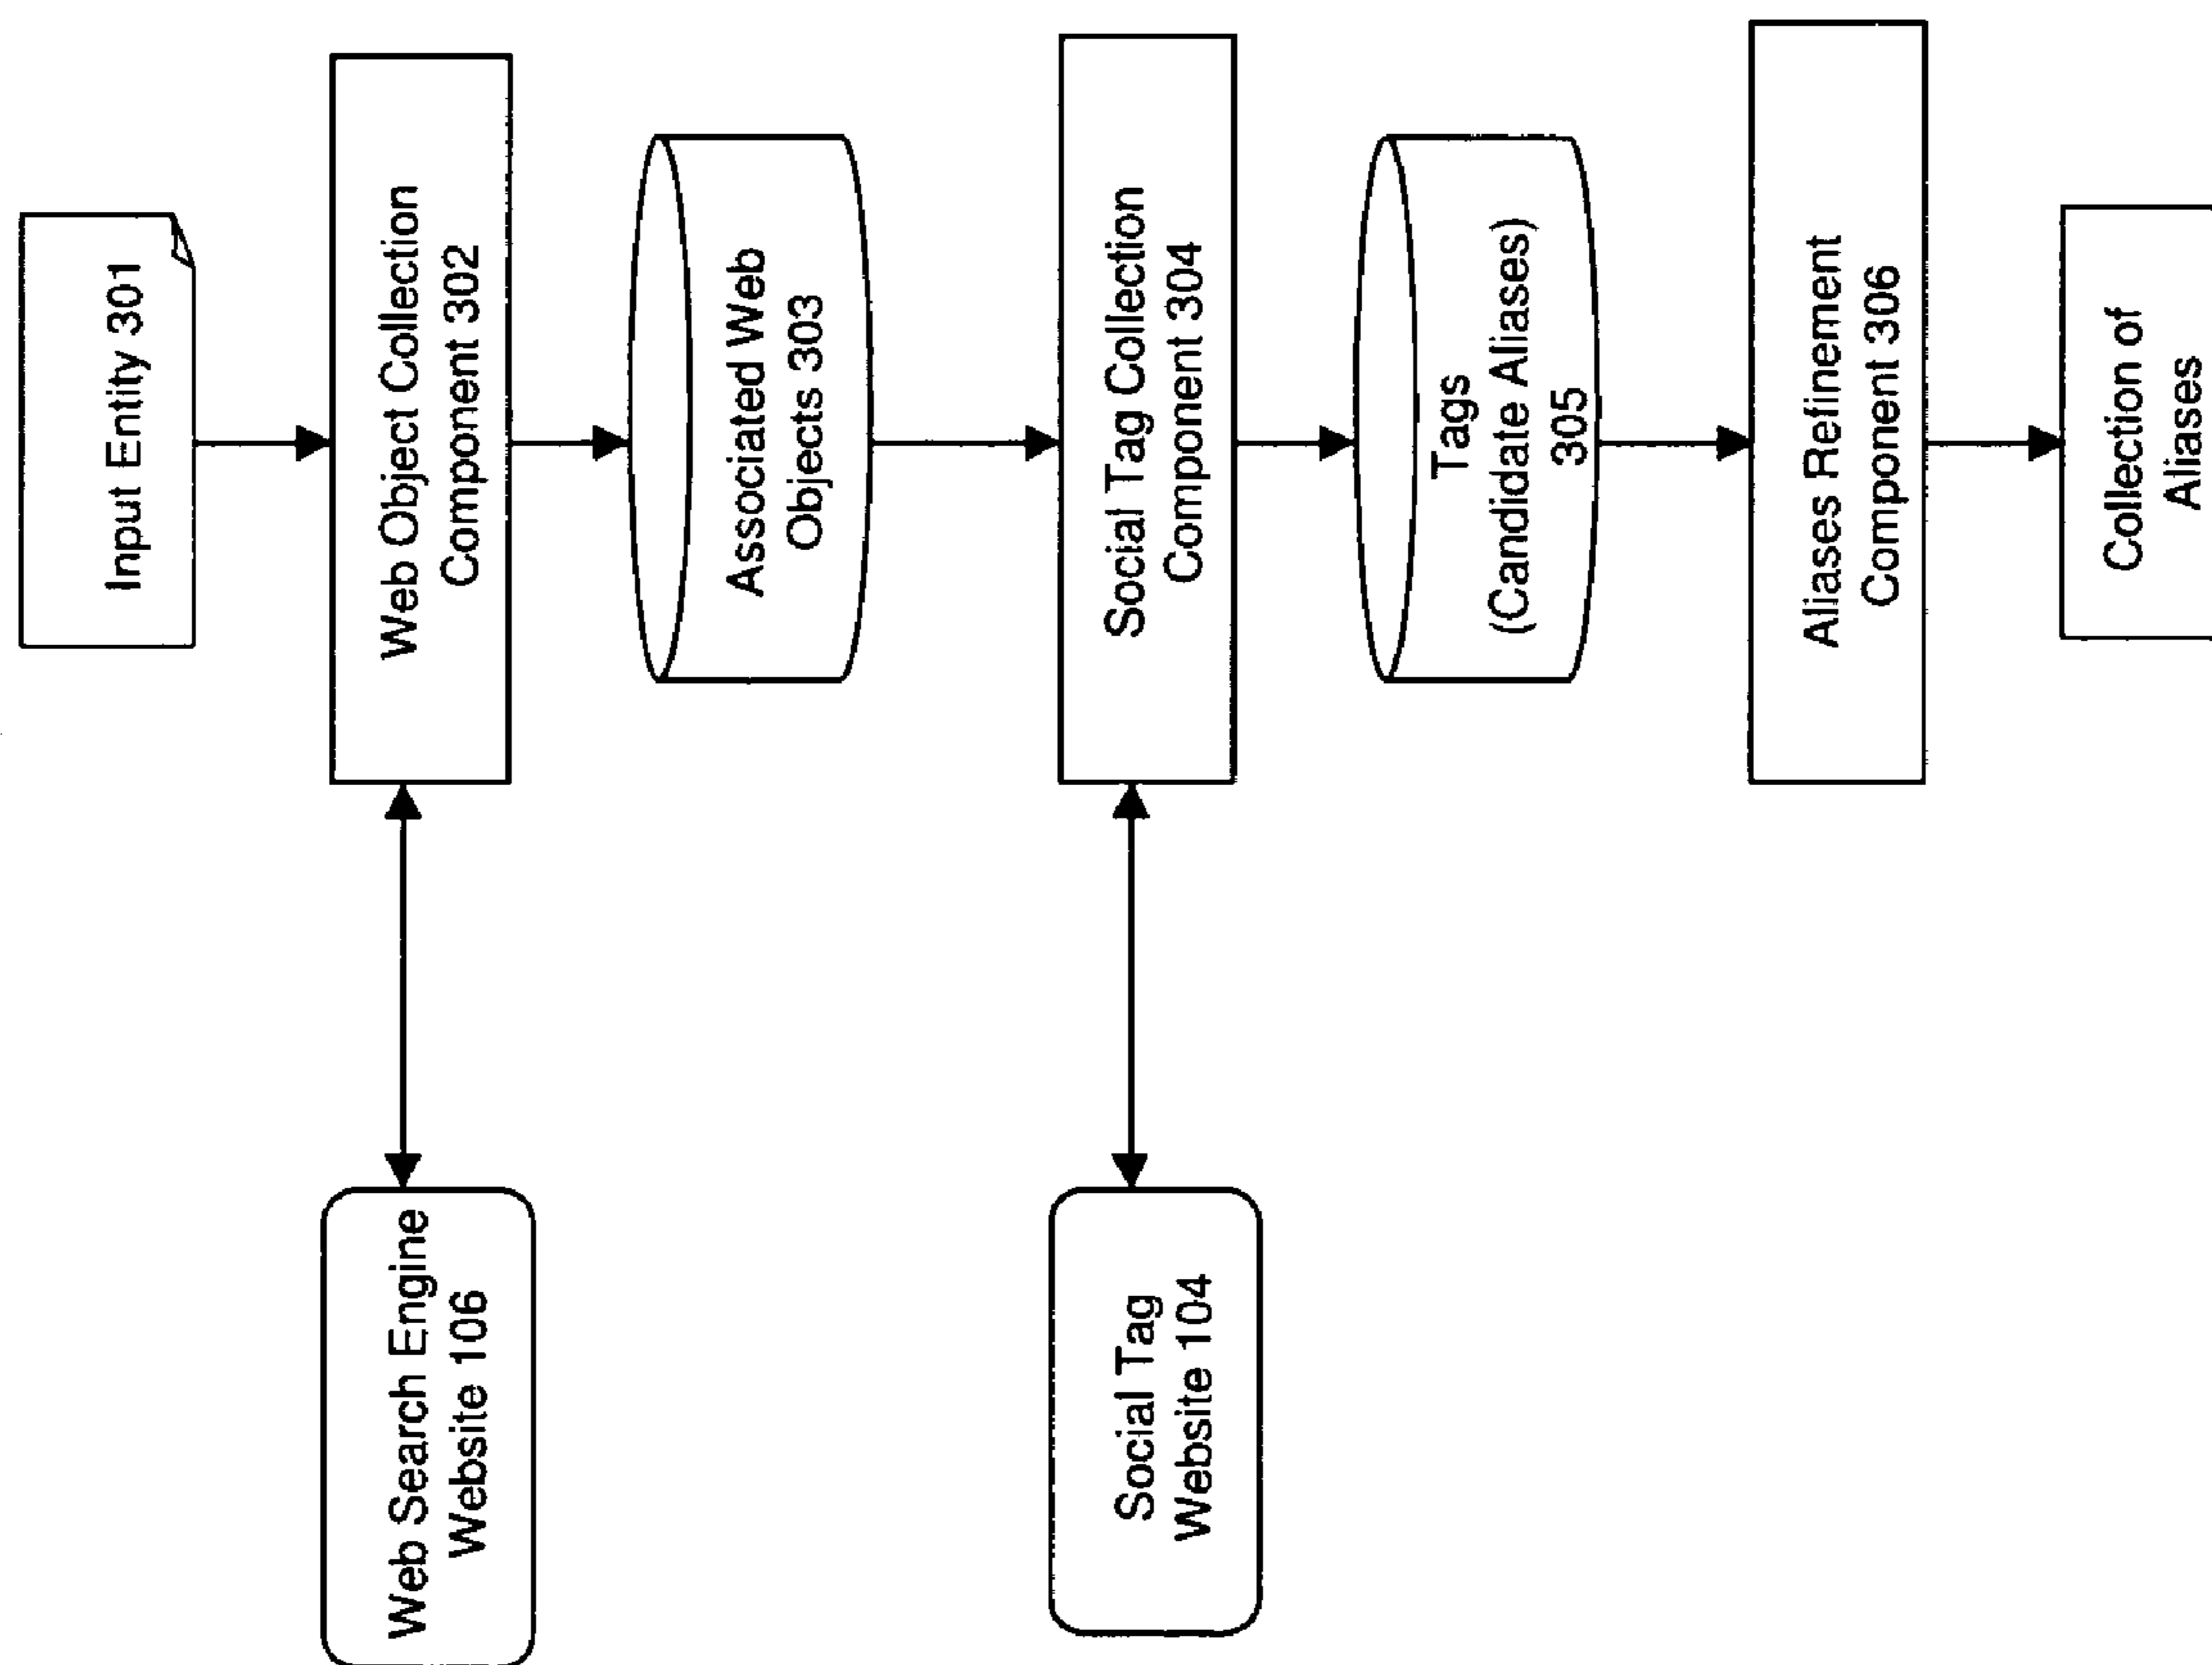 Input Entity 301
Web Object Collection
Component 302
Web Search Engine
Website 106
Associated Web
Objects 303
Social Tag Collection
Component 304
Social Tag
Website 104
Tags
(Candidate Aliases)
305
Aliases Refinement
Component 306
Collection of
Aliases